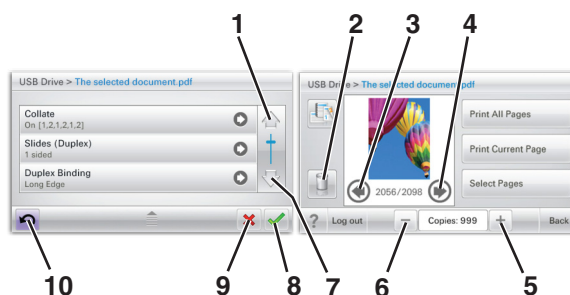 1
2
3
4
USB Drive > The selected document.pdf
Collate
On [1,2,1,2,1,2]
Slides (Duplex)
1 sided
Duplex Binding
Long Edge
USB Drive > The selected document.pdf
Print All Pages
Print Current Page
Select Pages
2056/2098
? Log out
Copies: 999
Back
10
9
8
7
6
5